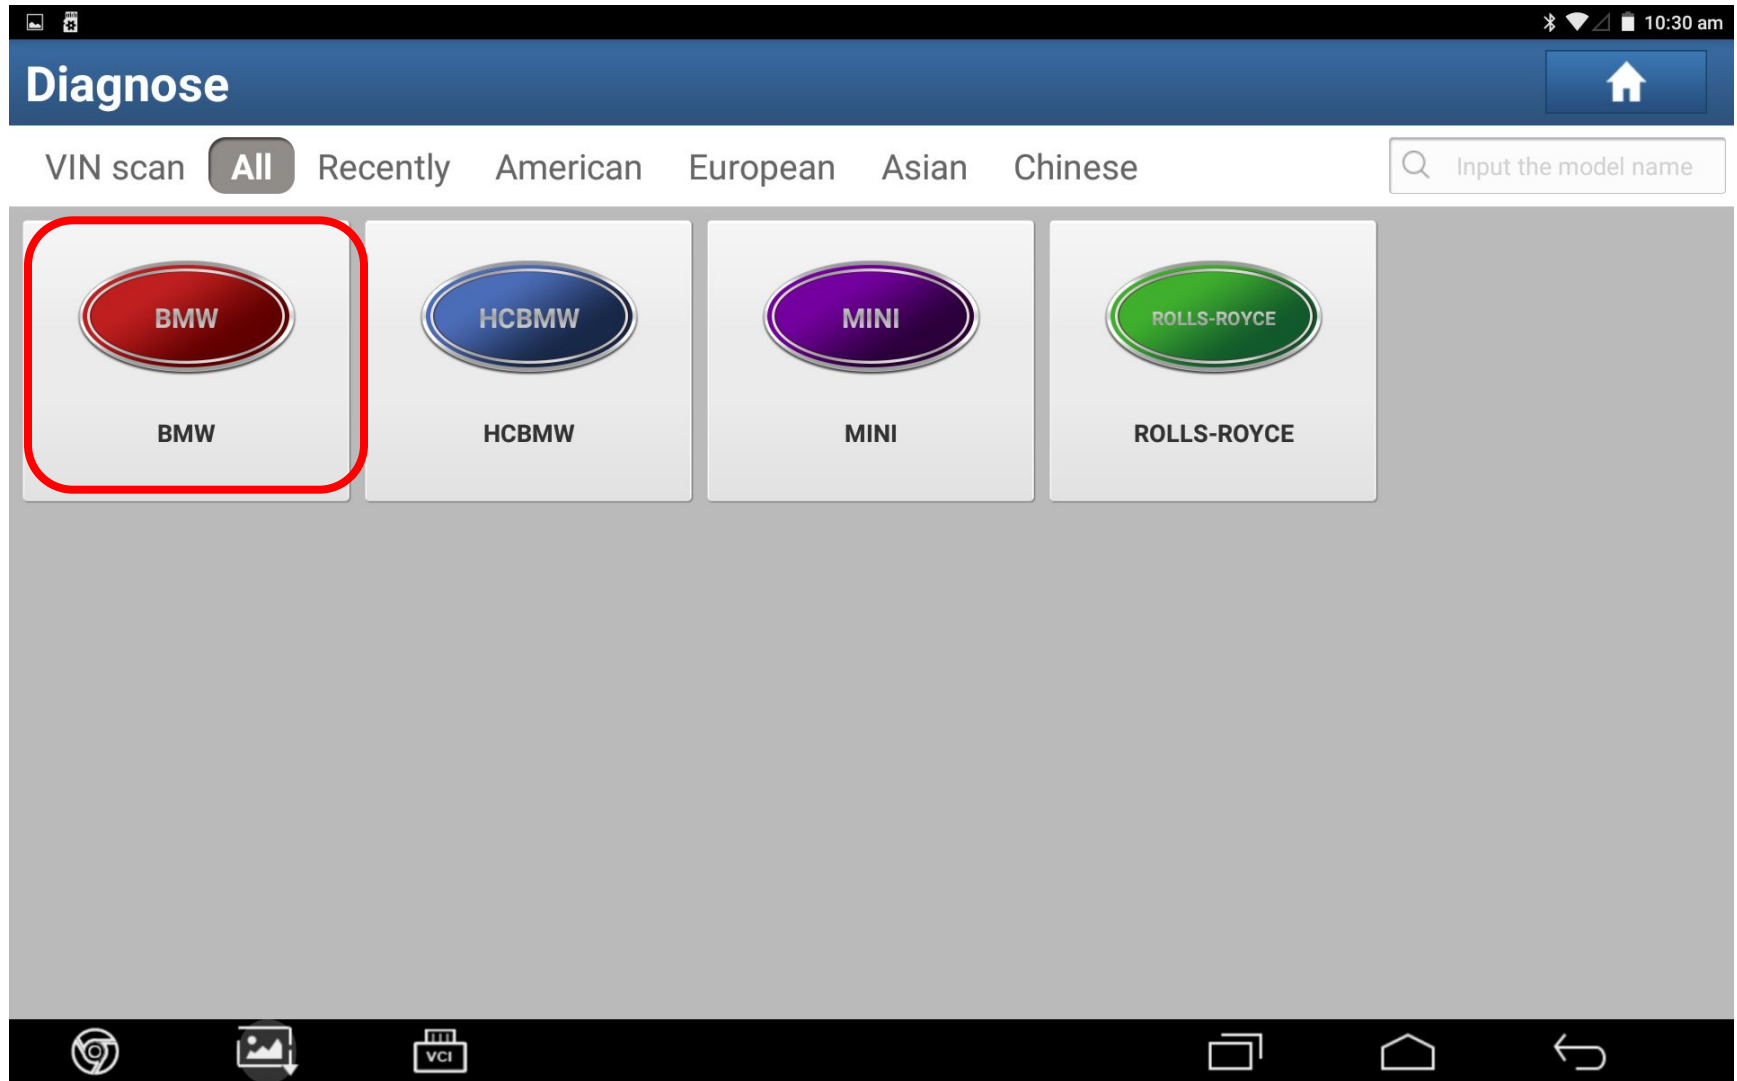 10:30 am
Diagnose
VIN scan All Recently American European Asian Chinese Input the model name
BMW HCBMW MINI ROLLS-ROYCE
BMW HCBMW MINI ROLLS-ROYCE
VCI